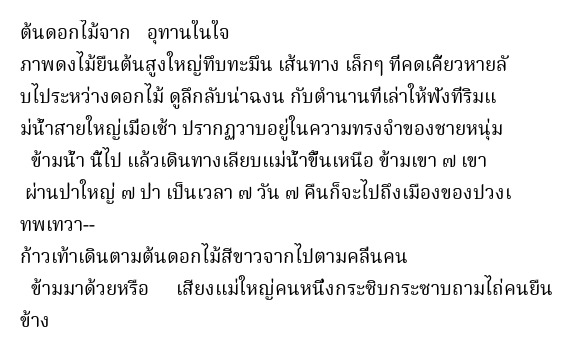 ต้นดอกไม้จาก   อุทานในใจ
ภาพดงไม้ยืนต้นสูงใหญ่ทึบทะมึน เส้นทาง เล็กๆ ที่คดเคี้ยวหายลั
บไประหว่างดอกไม้ ดูลึกลับน่าฉงน กับตำนานที่เล่าให้ฟังที่ริมแ
ม่น้ำสายใหญ่เมื่อเช้า ปรากฏวาบอยู่ในความทรงจำของชายหนุ่ม
ข้ามน้ำ นี้ไป แล้วเดินทางเลียบแม่น้ำขึ้นเหนือ ข้ามเขา ๗ เขา
ผ่านป่าใหญ่ ๗ ป่า เป็นเวลา ๗ วัน ๗ คืนก็จะไปถึงเมืองของปวงเ
ทพเทวา--
ก้าวเท้าเดินตามต้นดอกไม้สีขาวจากไปตามคลื่นคน
ข้ามมาด้วยหรือ     เสียงแม่ใหญ่คนหนึ่งกระซิบกระซาบถามไถ่คนยืน
ข้าง